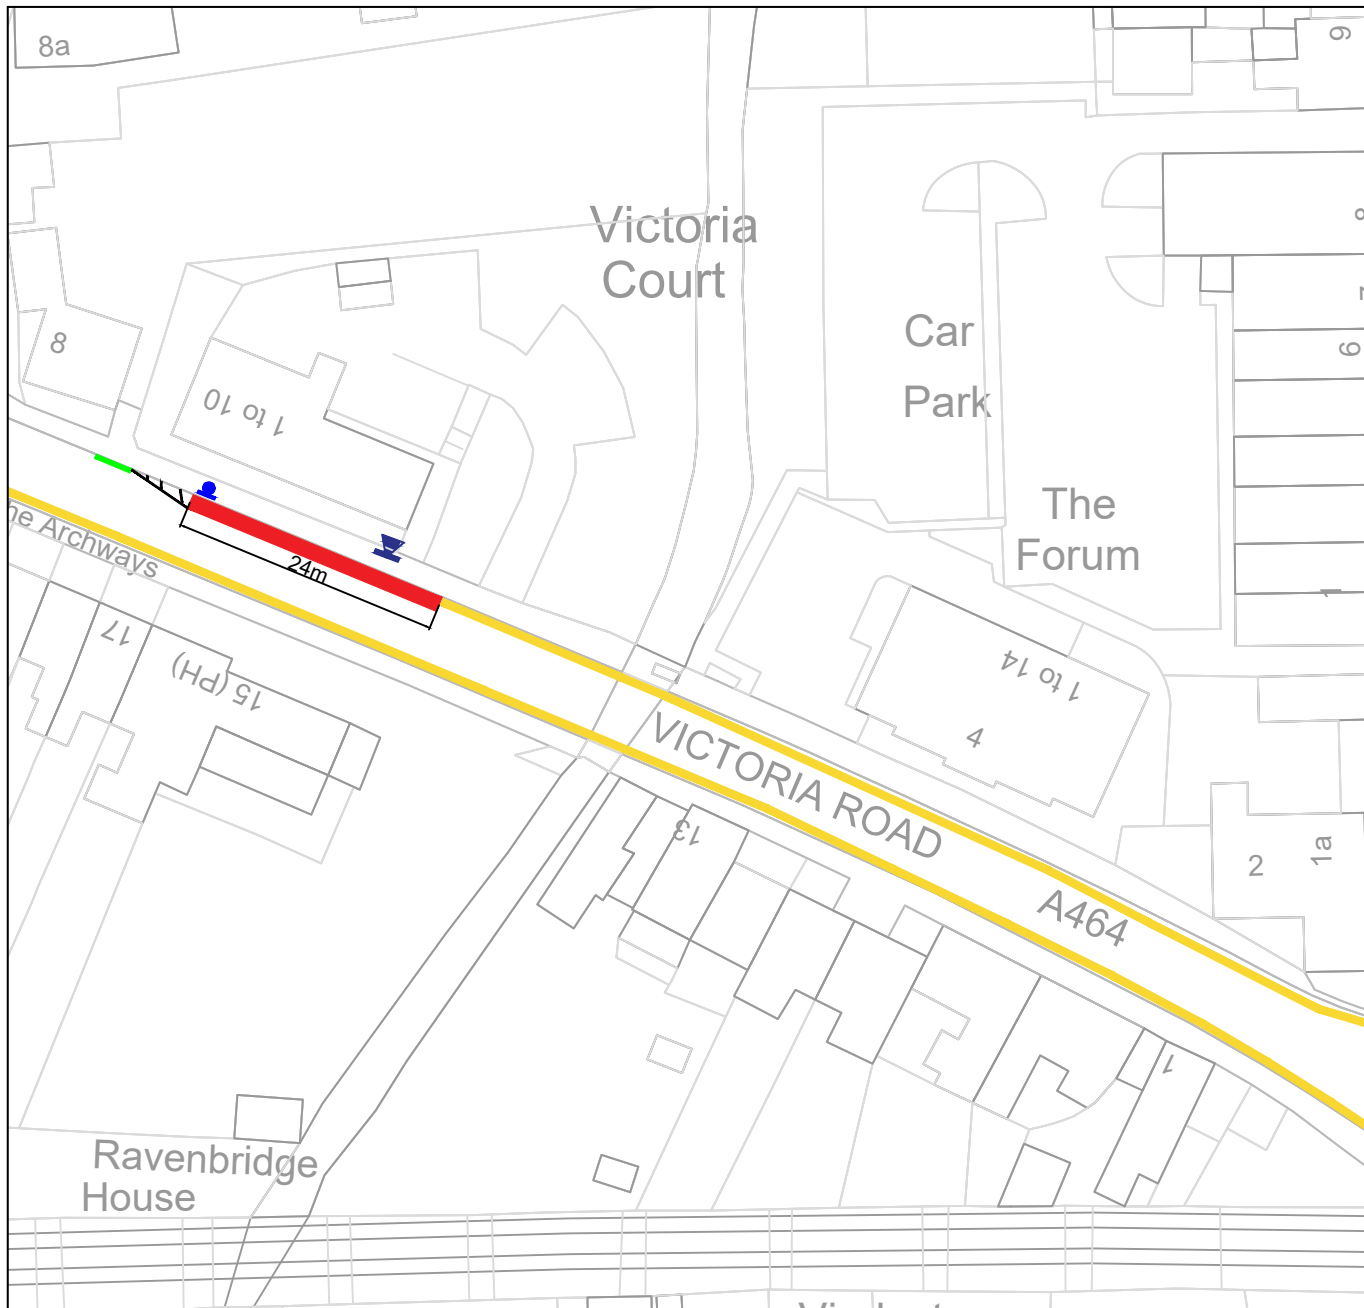 8a
9
Victoria
Court
8
Car
Park
6
1 to 10
The
Forum
1
24m
Archways
17
15 (PH)
1 to 14
4
VICTORIA ROAD
A464
13
2
1a
1
Ravenbridge
House